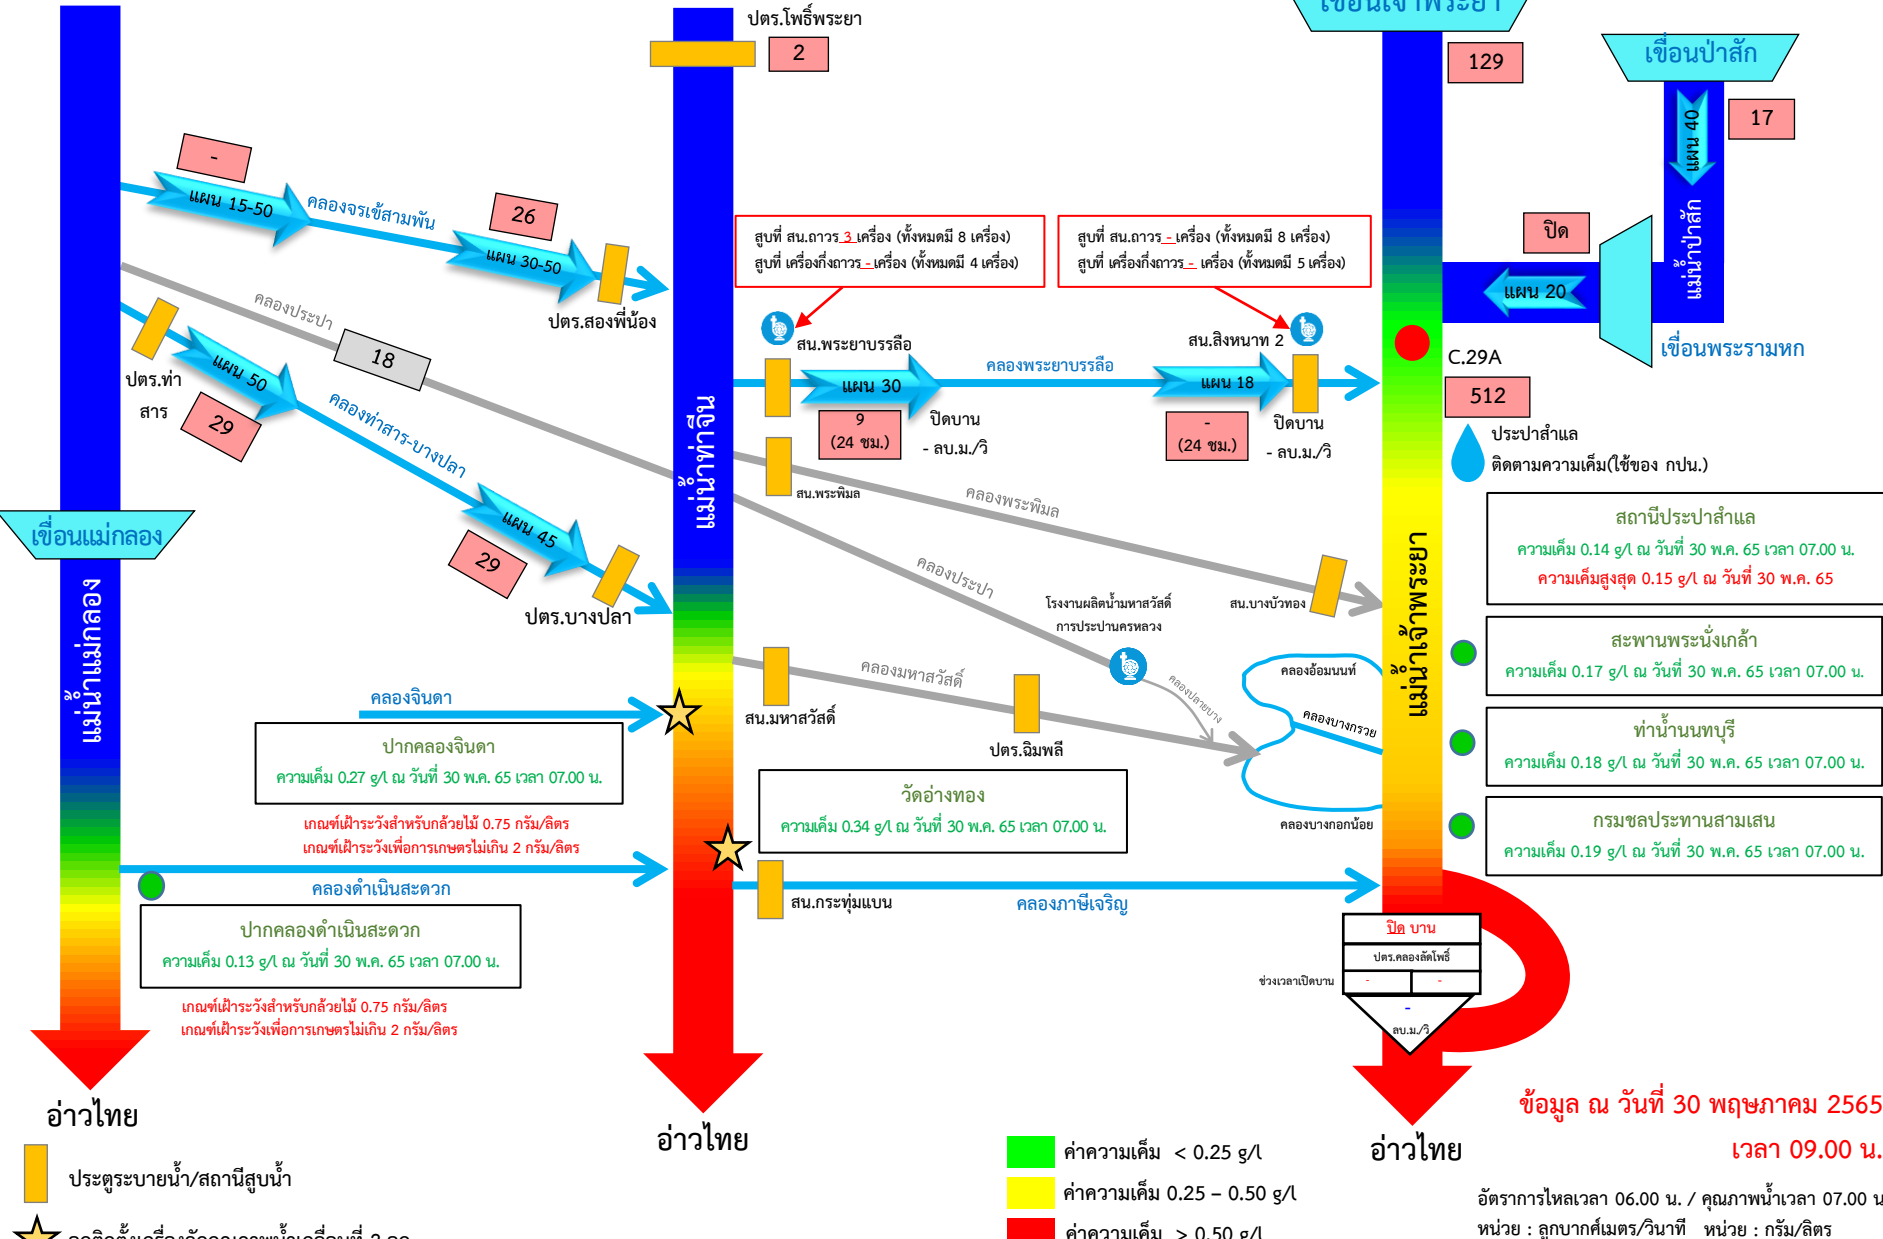 เขื่อนเจ้าพระยา
ปตร.โพธิ์พระยา
2
129
เขื่อนป่าสัก
17
แผน 40
แม่น้ำป่าสัก
-
แผน 15-50
คลองจรเข้สามพัน
26
แผน 30-50
ปตร.สองพี่น้อง
สูบที่ สน.ถาวร 3 เครื่อง (ทั้งหมดมี 8 เครื่อง)
สูบที่ เครื่องกึ่งถาวร - เครื่อง (ทั้งหมดมี 4 เครื่อง)
สูบที่ สน.ถาวร - เครื่อง (ทั้งหมดมี 8 เครื่อง)
สูบที่ เครื่องกึ่งถาวร - เครื่อง (ทั้งหมดมี 5 เครื่อง)
ปิด
แผน 20
เขื่อนพระรามหก
คลองประปา
18
ปตร.ท่า
สาร
แผน 50
29
คลองท่าสาร-บางปลา
แผน 45
29
ปตร.บางปลา
สน.พระยาบรรลือ
แผน 30
9
(24 ชม.)
ปิดบาน
- ลบ.ม./วิ
คลองพระยาบรรลือ
สน.สิงหนาท 2
แผน 18
-
(24 ชม.)
ปิดบาน
- ลบ.ม./วิ
C.29A
512
ประปาสำแล
ติดตามความเค็ม(ใช้ของ กปน.)
แม่น้ำท่าจีน
สน.พระพิมล
คลองพระพิมล
สน.บางบัวทอง
สถานีประปาสำแล
ความเค็ม 0.14 g/l ณ วันที่ 30 พ.ค. 65 เวลา 07.00 น.
ความเค็มสูงสุด 0.15 g/l ณ วันที่ 30 พ.ค. 65
เขื่อนแม่กลอง
แม่น้ำแม่กลอง
แม่น้ำเจ้าพระยา
คลองประปา
โรงงานผลิตน้ำมหาสวัสดิ์
การประปานครหลวง
คลองปลายบาง
สะพานพระนั่งเกล้า
ความเค็ม 0.17 g/l ณ วันที่ 30 พ.ค. 65 เวลา 07.00 น.
คลองมหาสวัสดิ์
สน.มหาสวัสดิ์
ปตร.ฉิมพลี
คลองอ้อมนนท์
คลองบางกรวย
คลองบางกอกน้อย
ท่าน้ำนนทบุรี
ความเค็ม 0.18 g/l ณ วันที่ 30 พ.ค. 65 เวลา 07.00 น.
คลองจินดา
ปากคลองจินดา
ความเค็ม 0.27 g/l ณ วันที่ 30 พ.ค. 65 เวลา 07.00 น.
เกณฑ์เฝ้าระวังสำหรับกล้วยไม้ 0.75 กรัม/ลิตร
เกณฑ์เฝ้าระวังเพื่อการเกษตรไม่เกิน 2 กรัม/ลิตร
วัดอ่างทอง
ความเค็ม 0.34 g/l ณ วันที่ 30 พ.ค. 65 เวลา 07.00 น.
กรมชลประทานสามเสน
ความเค็ม 0.19 g/l ณ วันที่ 30 พ.ค. 65 เวลา 07.00 น.
คลองดำเนินสะดวก
สน.กระทุ่มแบน
คลองภาษีเจริญ
ปากคลองดำเนินสะดวก
ความเค็ม 0.13 g/l ณ วันที่ 30 พ.ค. 65 เวลา 07.00 น.
เกณฑ์เฝ้าระวังสำหรับกล้วยไม้ 0.75 กรัม/ลิตร
เกณฑ์เฝ้าระวังเพื่อการเกษตรไม่เกิน 2 กรัม/ลิตร
ปิด บาน
ปตร.คลองลัดโพธิ์
ช่วงเวลาเปิดบาน
- -
-
ลบ.ม./วิ
อ่าวไทย
อ่าวไทย
อ่าวไทย
ข้อมูล ณ วันที่ 30 พฤษภาคม 2565
เวลา 09.00 น.
ประตูระบายน้ำ/สถานีสูบน้ำ
ค่าความเค็ม < 0.25 g/l
ค่าความเค็ม 0.25 – 0.50 g/l
ค่าความเค็ม > 0.50 g/l
อัตราการไหลเวลา 06.00 น. / คุณภาพน้ำเวลา 07.00 น
หน่วย : ลูกบากศ์เมตร/วินาที หน่วย : กรัม/ลิตร